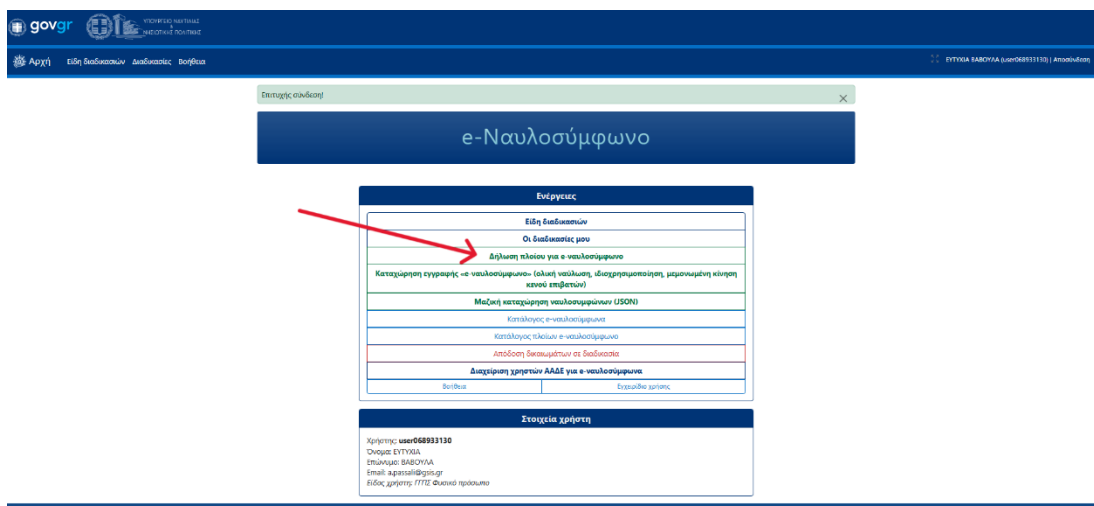 govgr
ΥΠΟΥΡΓΕΙΟ ΝΑΥΤΙΛΙΑΣ
&
ΝΗΣΙΩΤΙΚΗΣ ΠΟΛΙΤΙΚΗΣ
Αρχή Είδη διαδικασιών Διαδικασίες Βοήθεια
ΕΥΤΥΧΙΑ ΒΑΒΟΥΛΑ (user068933130) | Αποσύνδεση
Επιτυχής σύνδεση!
e-Ναυλοσύμφωνο
Ενέργειες
Είδη διαδικασιών
Οι διαδικασίες μου
Δήλωση πλοίου για e-ναυλοσύμφωνο
Καταχώρηση εγγραφής «e-ναυλοσύμφωνο» (ολική ναύλωση, ιδιοχρησιμοποίηση, μεμονωμένη κίνηση
κενού επιβατών)
Μαζική καταχώρηση ναυλοσυμφώνων (JSON)
Κατάλογος e-ναυλοσύμφωνα
Κατάλογος πλοίων e-ναυλοσύμφωνο
Απόδοση δικαιωμάτων σε διαδικασία
Διαχείριση χρηστών ΑΑΔΕ για e-ναυλοσύμφωνα
Βοήθεια Εγχειρίδιο χρήσης
Στοιχεία χρήστη
Χρήστης: user068933130
Όνομα: ΕΥΤΥΧΙΑ
Επώνυμο: ΒΑΒΟΥΛΑ
Email: a.passali@gsis.gr
Είδος χρήστη: ΓΓΠΣ Φυσικό πρόσωπο